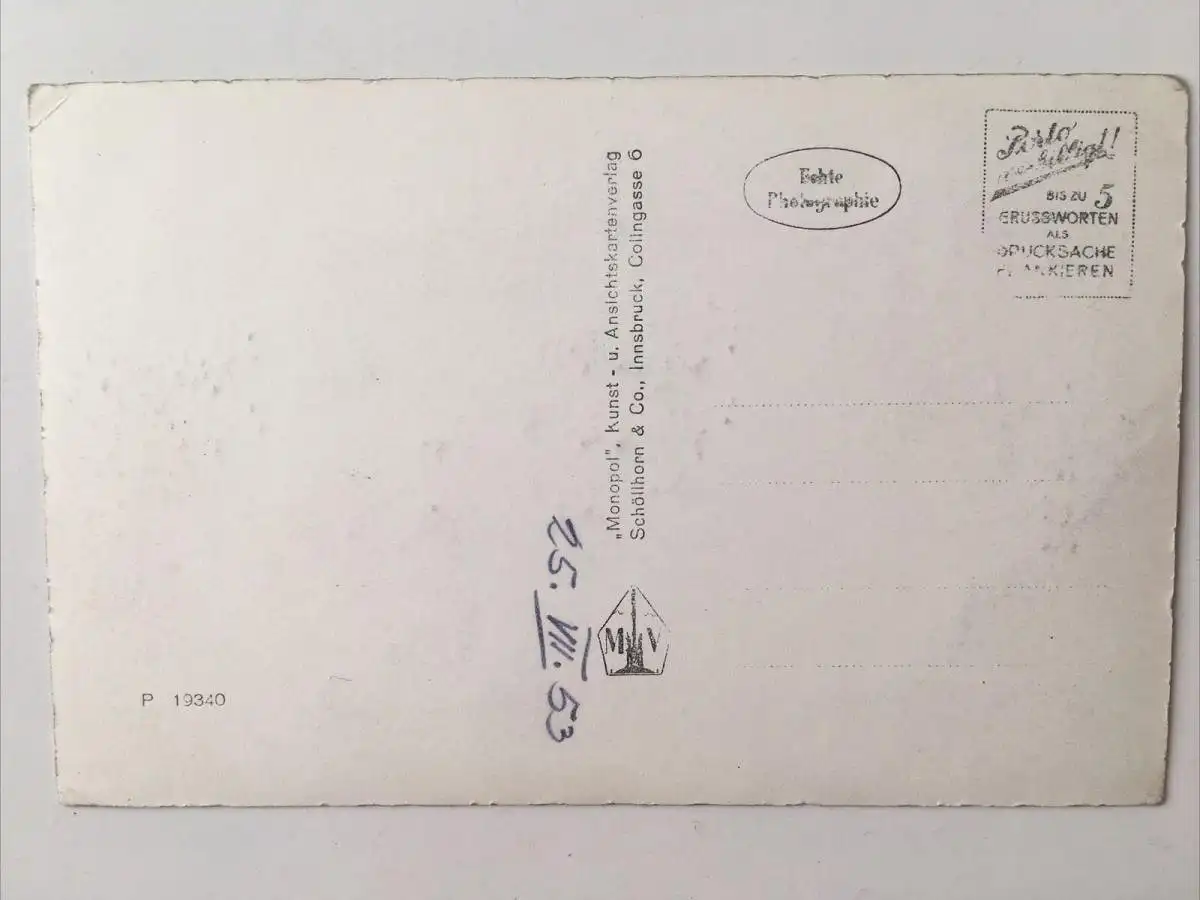 Echte
Photographie
Porto
BIS ZU 5
GRUSSWORTEN
ALS
DRUCKSACHE
FRANKIEREN
„Monopol", Kunst - u. Ansichtskartenverlag
Schöllhorn & Co., Innsbruck, Colingasse 6
M V
25. VII. 53
P 19340